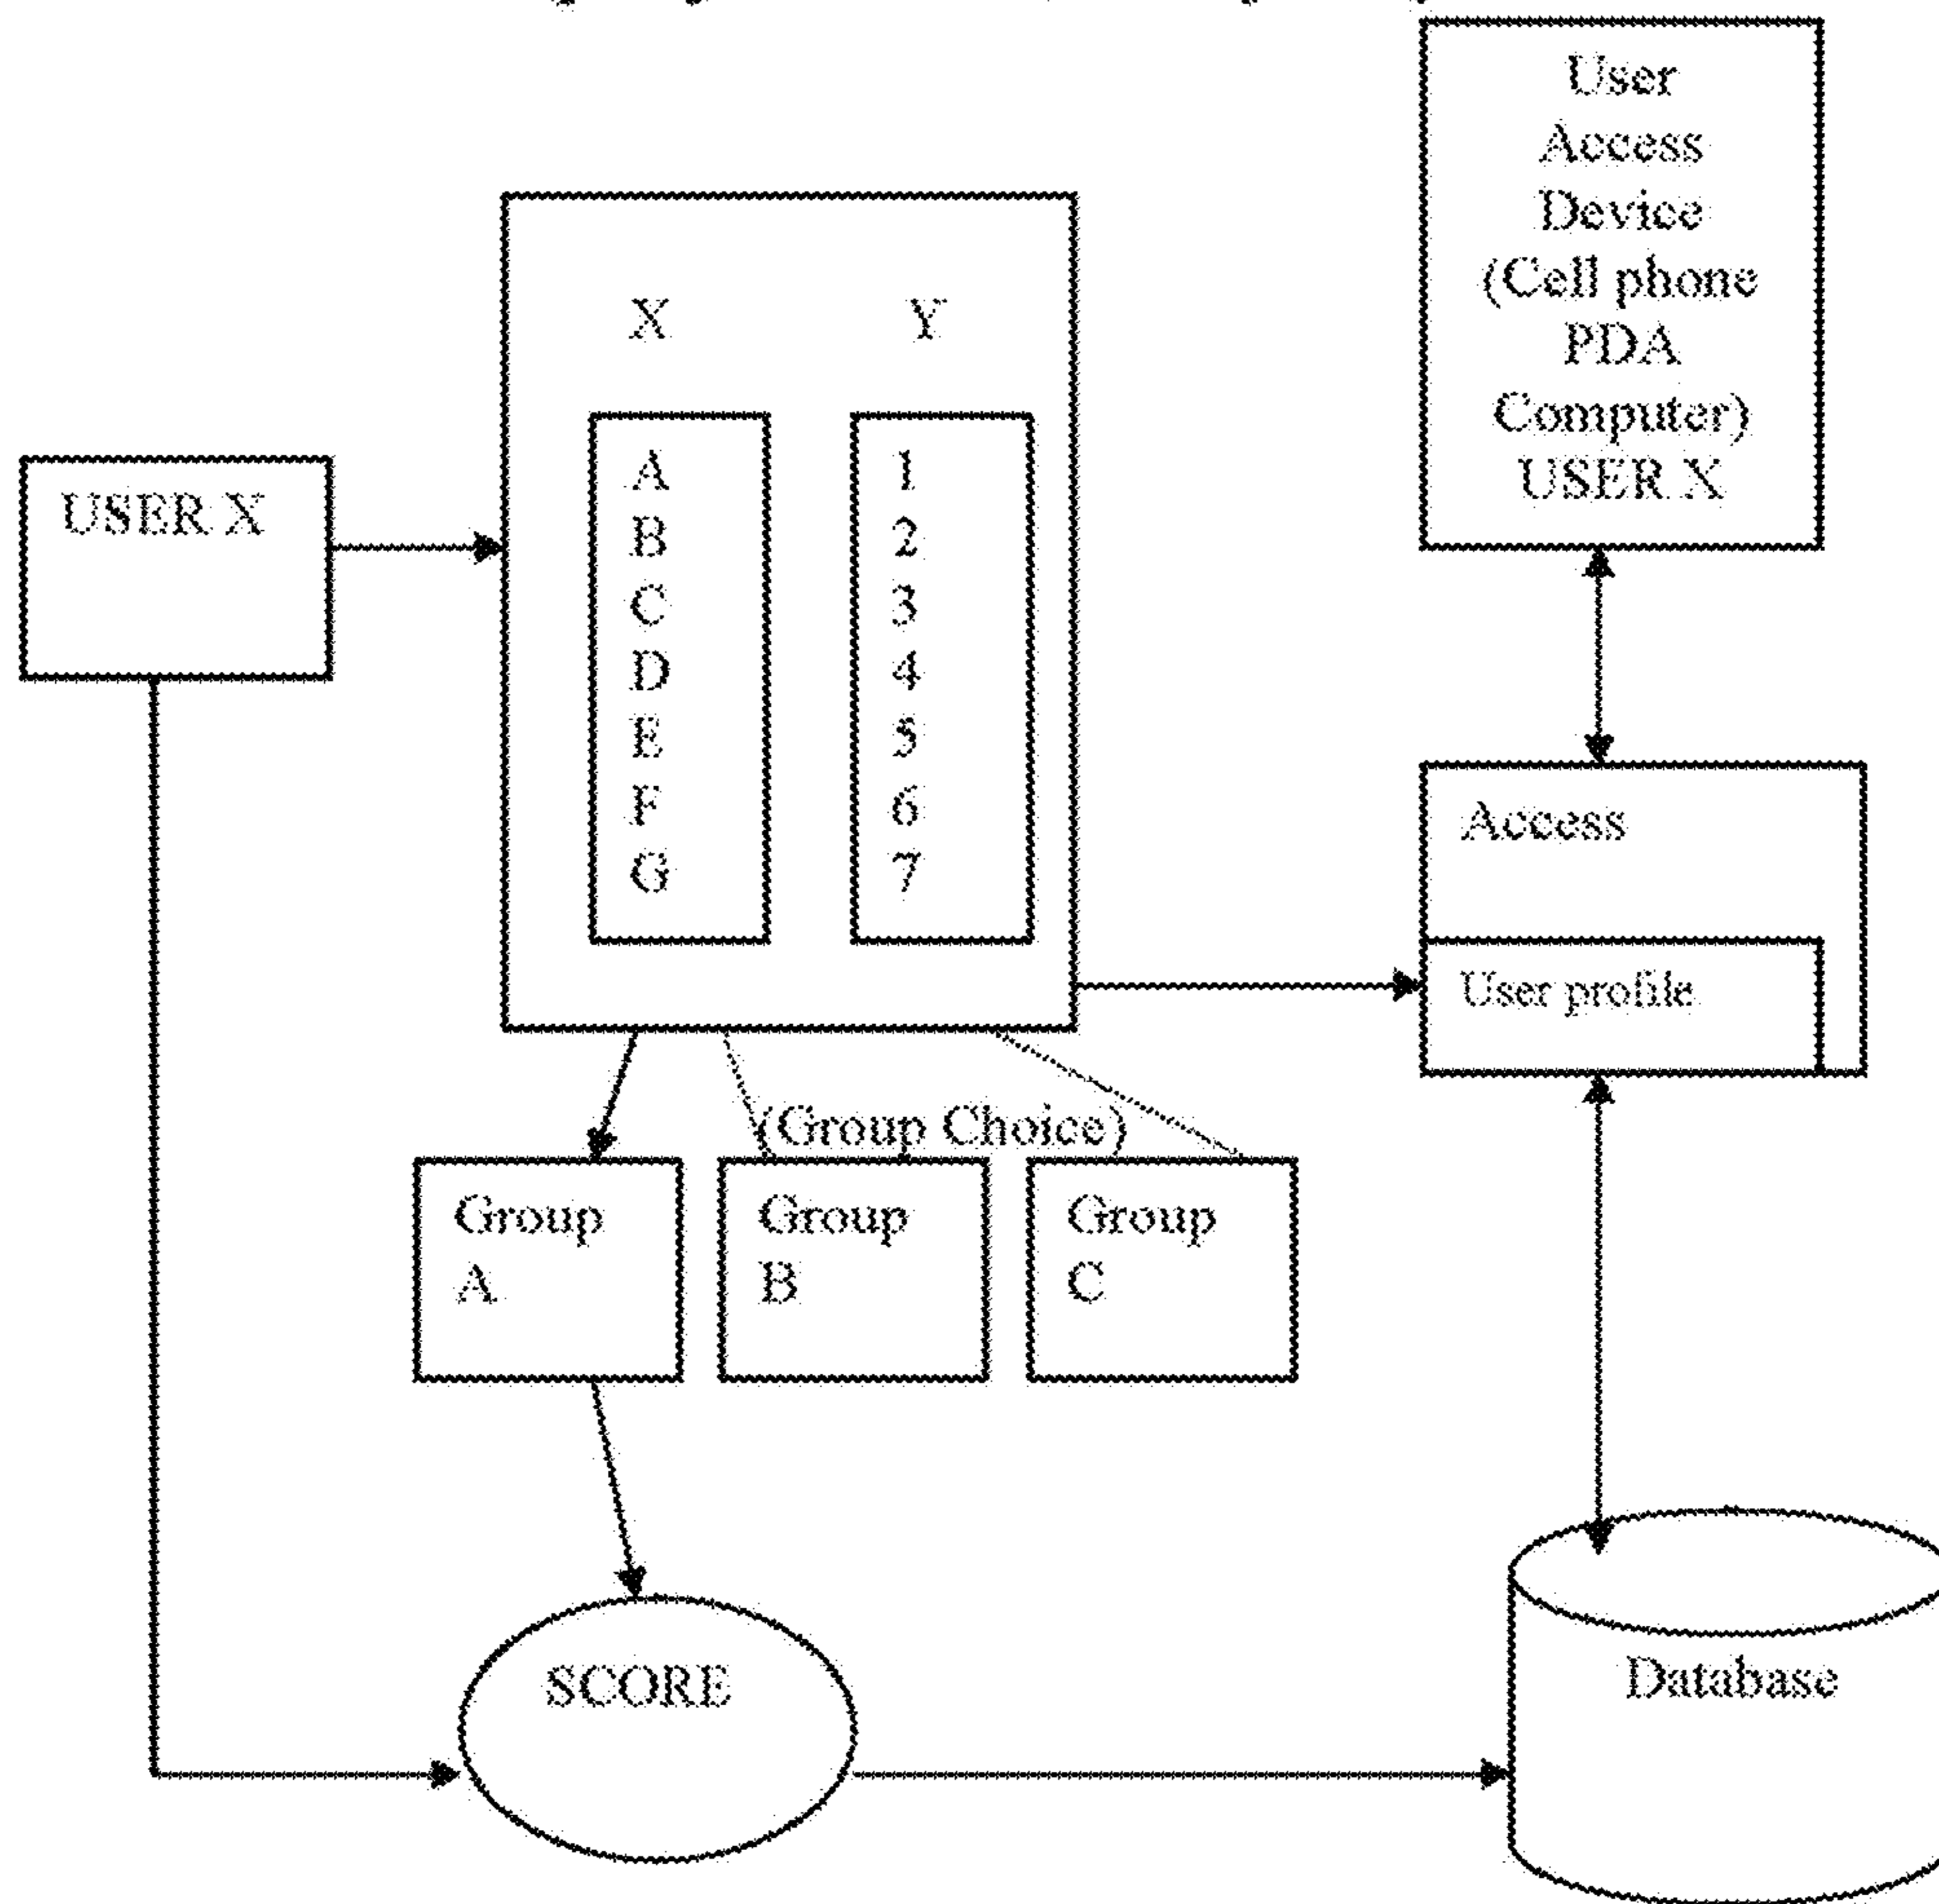 User
Access
Device
(Cell phone
PDA
Computer)
USER X
X Y
USER X
A 1
B 2
C 3
D 4
E 5
F 6
G 7
Access
User profile
(Group Choice)
Group
A
Group
B
Group
C
SCORE
Database